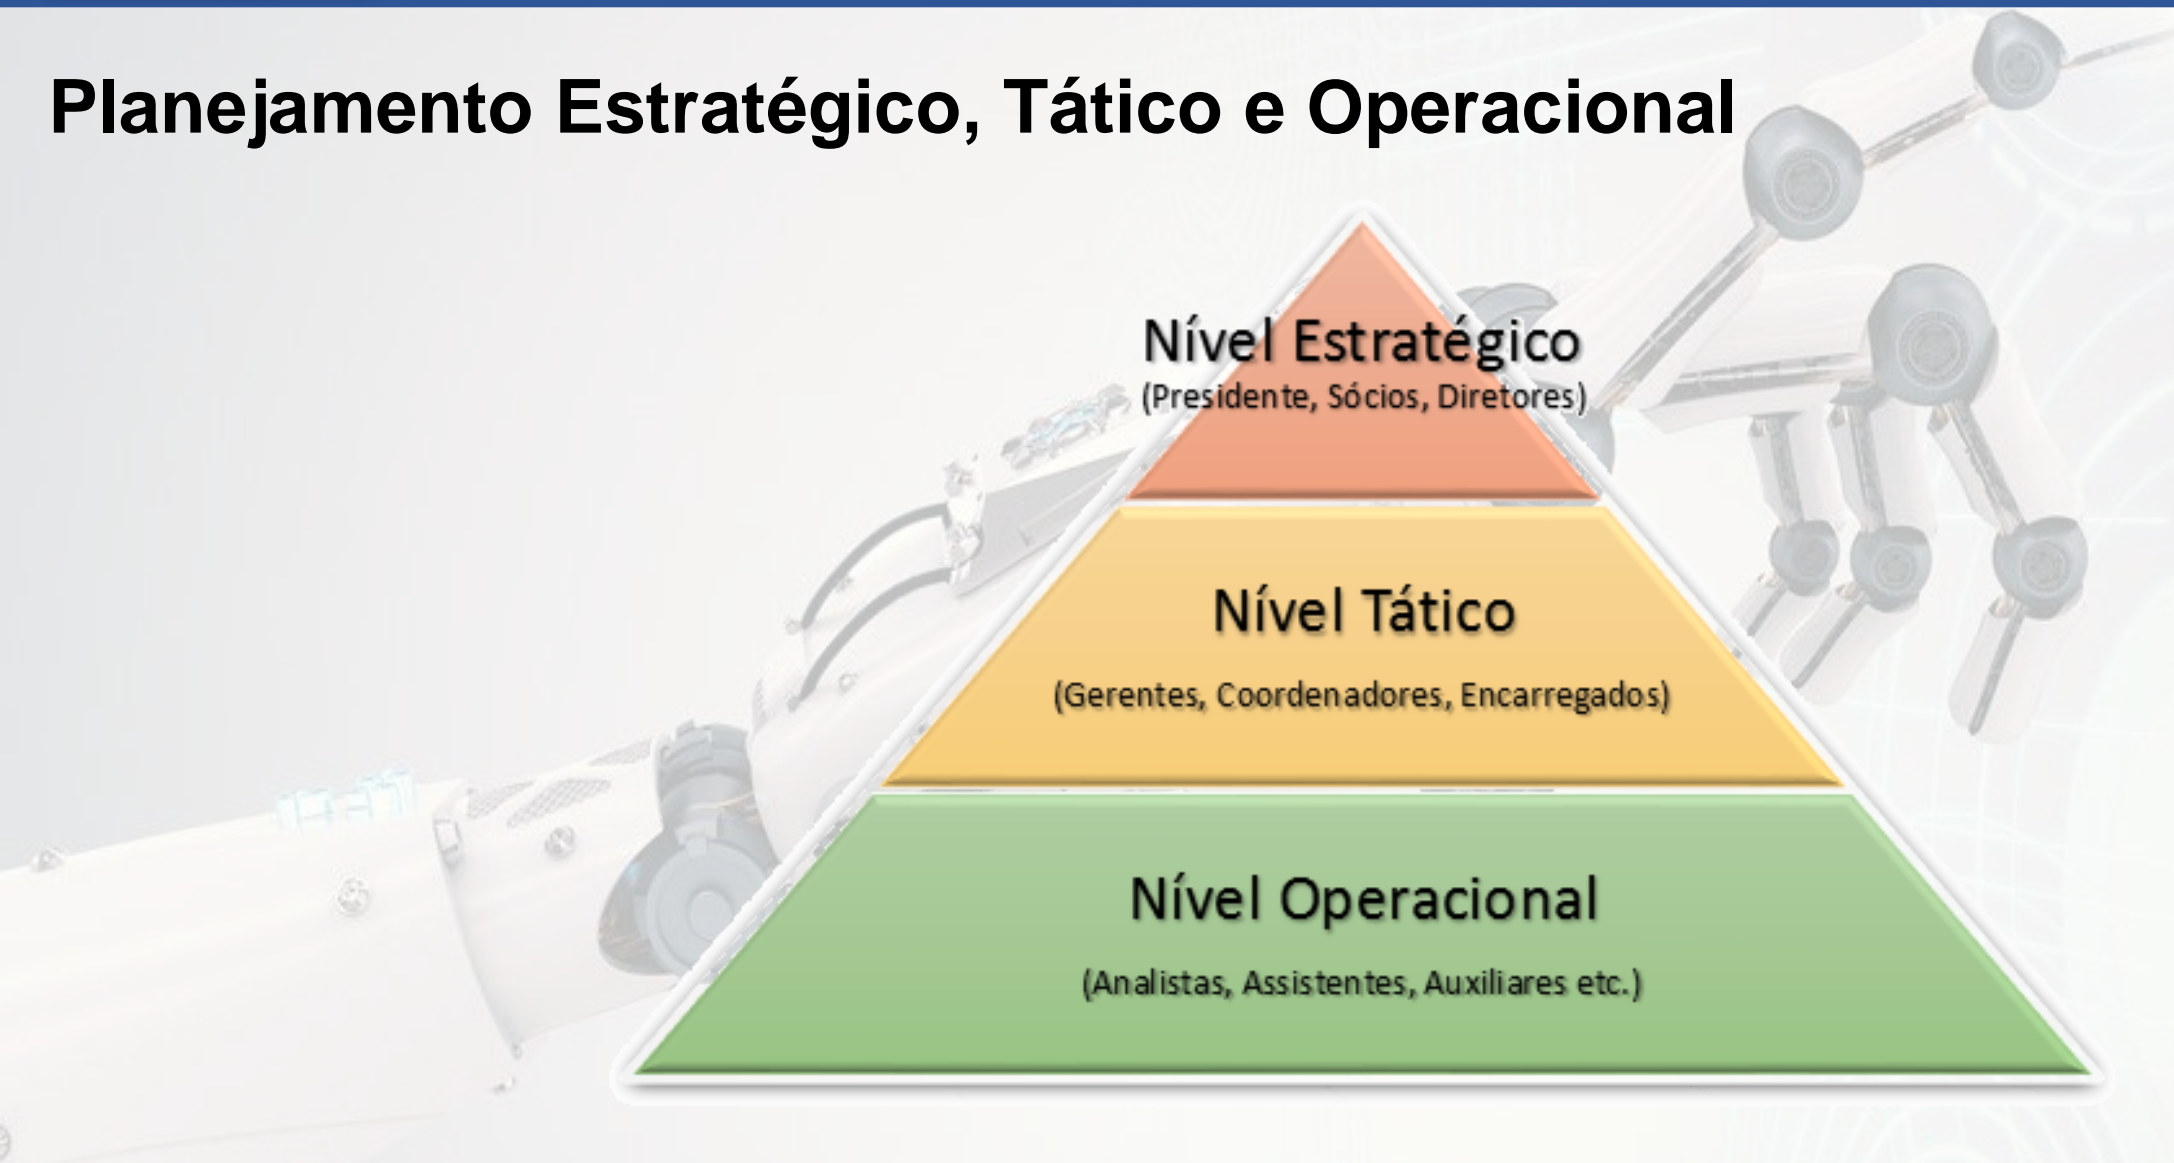 Planejamento Estratégico, Tático e Operacional
Nível Estratégico
(Presidente, Sócios, Diretores)
Nível Tático
(Gerentes, Coordenadores, Encarregados)
Nível Operacional
(Analistas, Assistentes, Auxiliares etc.)